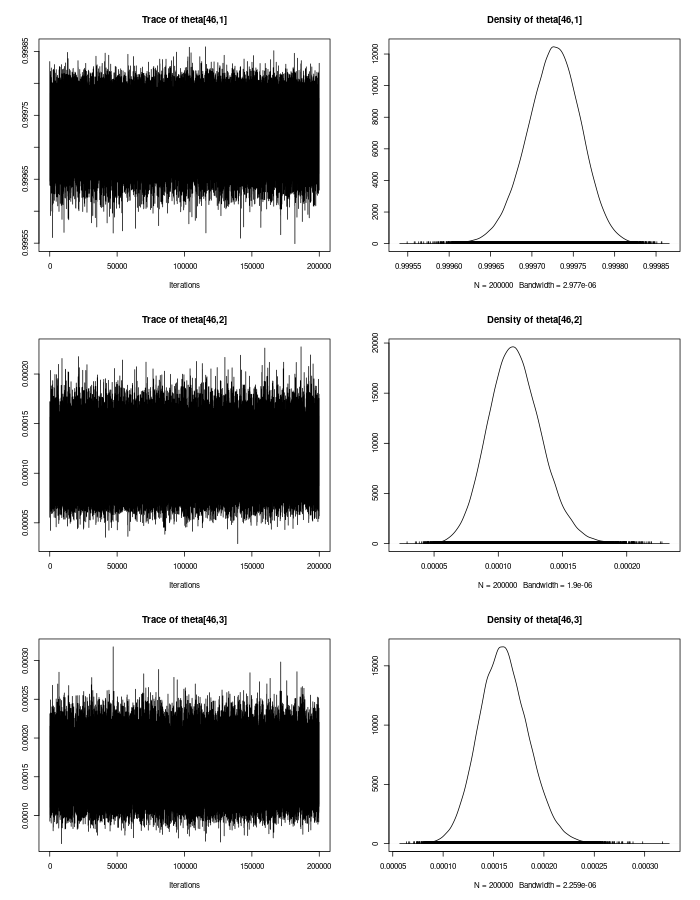 Trace of theta[46,1]
0.99955 0.99965 0.99975 0.99985
0 50000 100000 150000 200000
Iterations
Density of theta[46,1]
0 2000 4000 6000 8000 10000 12000
0.99955 0.99960 0.99965 0.99970 0.99975 0.99980 0.99985
N = 200000 Bandwidth = 2.977e-06
Trace of theta[46,2]
0.00005 0.00010 0.00015 0.00020
0 50000 100000 150000 200000
Iterations
Density of theta[46,2]
0 5000 10000 15000 20000
0.00005 0.00010 0.00015 0.00020
N = 200000 Bandwidth = 1.9e-06
Trace of theta[46,3]
0.00010 0.00015 0.00020 0.00025 0.00030
0 50000 100000 150000 200000
Iterations
Density of theta[46,3]
0 5000 10000 15000
0.00005 0.00010 0.00015 0.00020 0.00025 0.00030
N = 200000 Bandwidth = 2.259e-06